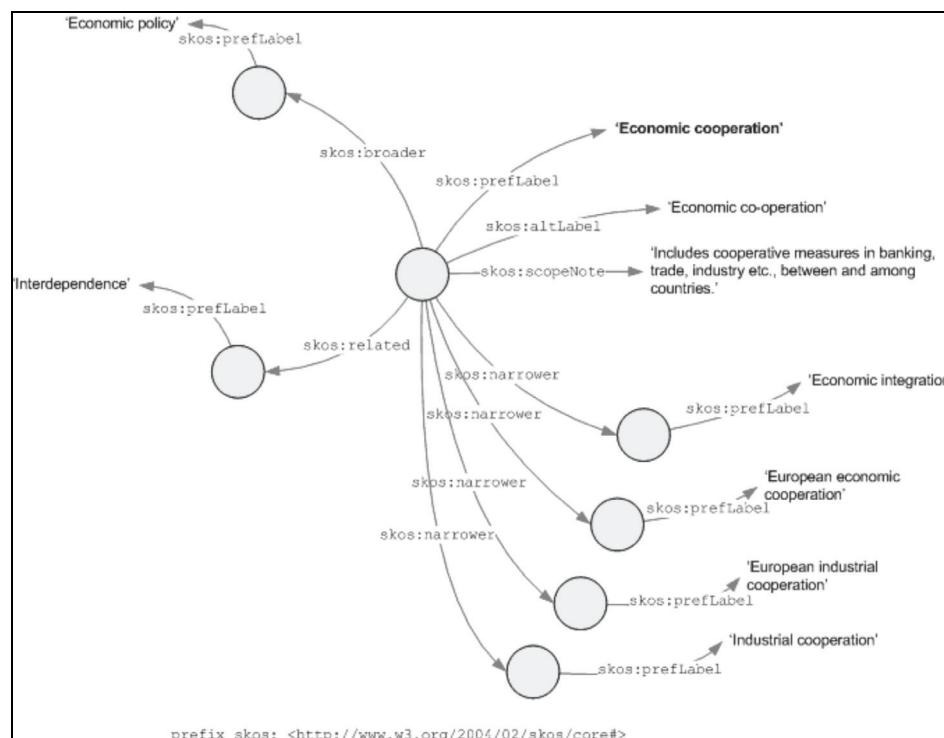 ‘Economic policy’
skos:prefLabel
skos:broader
‘Economic cooperation’
skos:prefLabel
‘Economic co-operation’
skos:altLabel
skos:scopeNote
‘Includes cooperative measures in banking,
trade, industry etc., between and among
countries.’
‘Interdependence’
skos:prefLabel
skos:related
skos:narrower
‘Economic integration
skos:prefLabel
skos:narrower
‘European economic
cooperation’
skos:prefLabel
skos:narrower
‘European industrial
cooperation’
skos:prefLabel
skos:narrower
‘Industrial cooperation’
skos:prefLabel
prefix skos: <http://www.w3.org/2004/02/skos/core#>